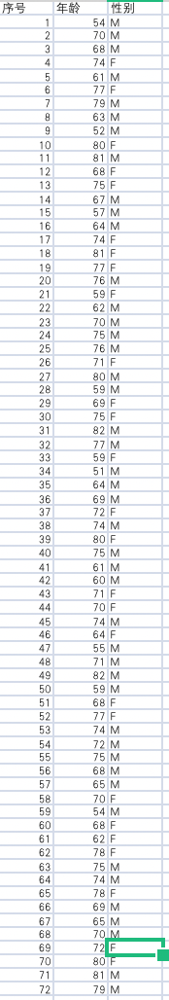 序号 年龄 性别
1 54 M
2 70 M
3 68 M
4 74 F
5 61 M
6 77 F
7 79 M
8 63 M
9 52 M
10 80 F
11 81 M
12 68 F
13 75 F
14 67 M
15 57 M
16 64 M
17 74 F
18 81 F
19 77 F
20 76 M
21 59 F
22 62 M
23 70 M
24 75 M
25 76 M
26 71 F
27 80 M
28 59 M
29 69 F
30 75 F
31 82 M
32 77 M
33 59 F
34 51 M
35 64 M
36 69 M
37 72 F
38 74 M
39 80 F
40 75 M
41 61 M
42 60 M
43 71 F
44 70 F
45 74 M
46 64 F
47 55 M
48 71 M
49 82 M
50 59 M
51 68 F
52 77 F
53 74 M
54 72 M
55 75 M
56 68 M
57 65 M
58 70 F
59 54 M
60 68 F
61 62 F
62 78 F
63 75 M
64 74 M
65 78 F
66 69 M
67 65 M
68 70 M
69 72 F
70 80 F
71 81 M
72 79 M